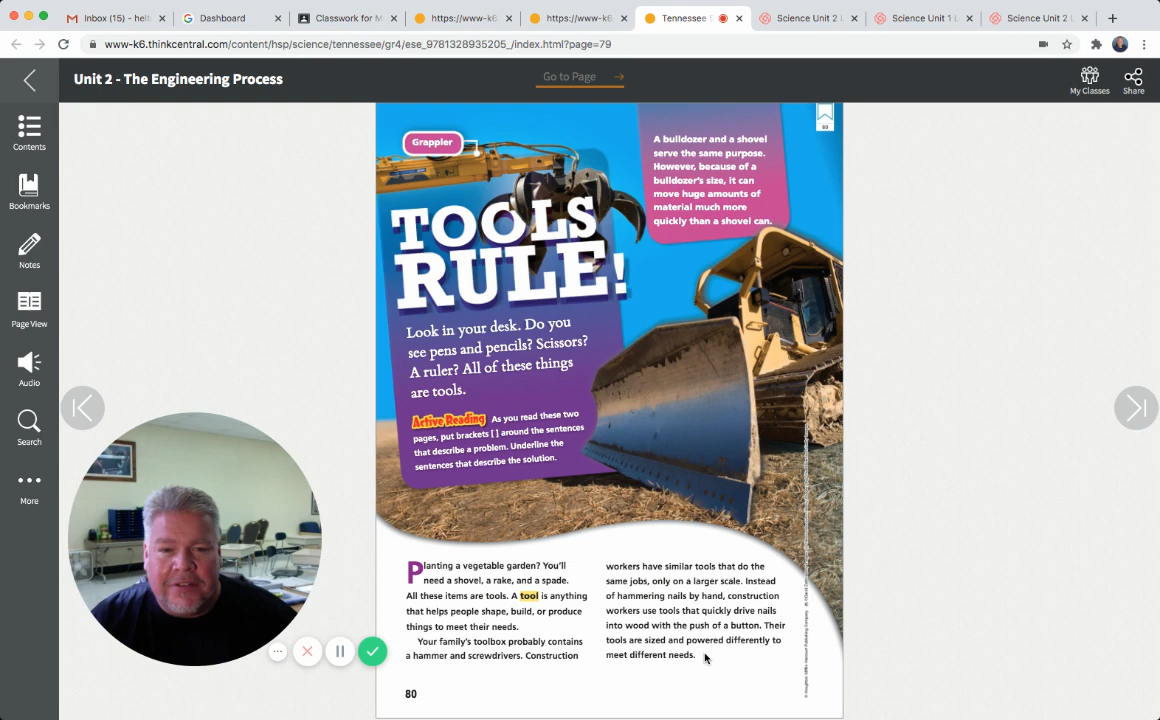 Inbox (15) - hel
Dashboard
Classwork for M
https://www-k6.
https://www-k6.
Tennessee S
Science Unit 2 L
Science Unit 1 L
Science Unit 2 L
www-k6.thinkcentral.com/content/hsp/science/tennessee/gr4/ese_9781328935205_/index.html?page=79
Unit 2 - The Engineering Process
Go to Page
My Classes
Share
Contents
Bookmarks
Notes
Page View
Audio
Search
More
Grappler
TOOLS
RULE!
Look in your desk. Do you
see pens and pencils? Scissors?
A ruler? All of these things
are tools.
Active Reading As you read these two
pages, put brackets [ ] around the sentences
that describe a problem. Underline the
sentences that describe the solution.
A bulldozer and a shovel
serve the same purpose.
However, because of a
bulldozer's size, it can
move huge amounts of
material much more
quickly than a shovel can.
80
Planting a vegetable garden? You'll
need a shovel, a rake, and a spade.
All these items are tools. A tool is anything
that helps people shape, build, or produce
things to meet their needs.
Your family's toolbox probably contains
a hammer and screwdrivers. Construction
workers have similar tools that do the
same jobs, only on a larger scale. Instead
of hammering nails by hand, construction
workers use tools that quickly drive nails
into wood with the push of a button. Their
tools are sized and powered differently to
meet different needs.
80